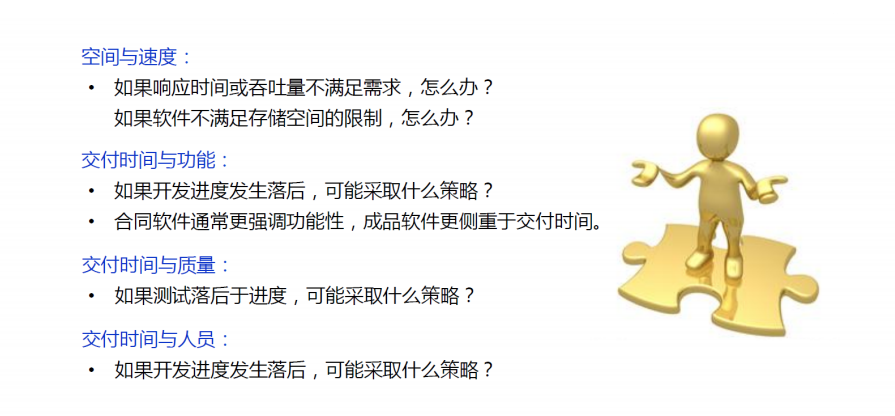 空间与速度：
• 如果响应时间或吞吐量不满足需求，怎么办？
如果软件不满足存储空间的限制，怎么办？
交付时间与功能：
• 如果开发进度发生落后，可能采取什么策略？
• 合同软件通常更强调功能性，成品软件更侧重于交付时间。
交付时间与质量：
• 如果测试落后于进度，可能采取什么策略？
交付时间与人员：
• 如果开发进度发生落后，可能采取什么策略？